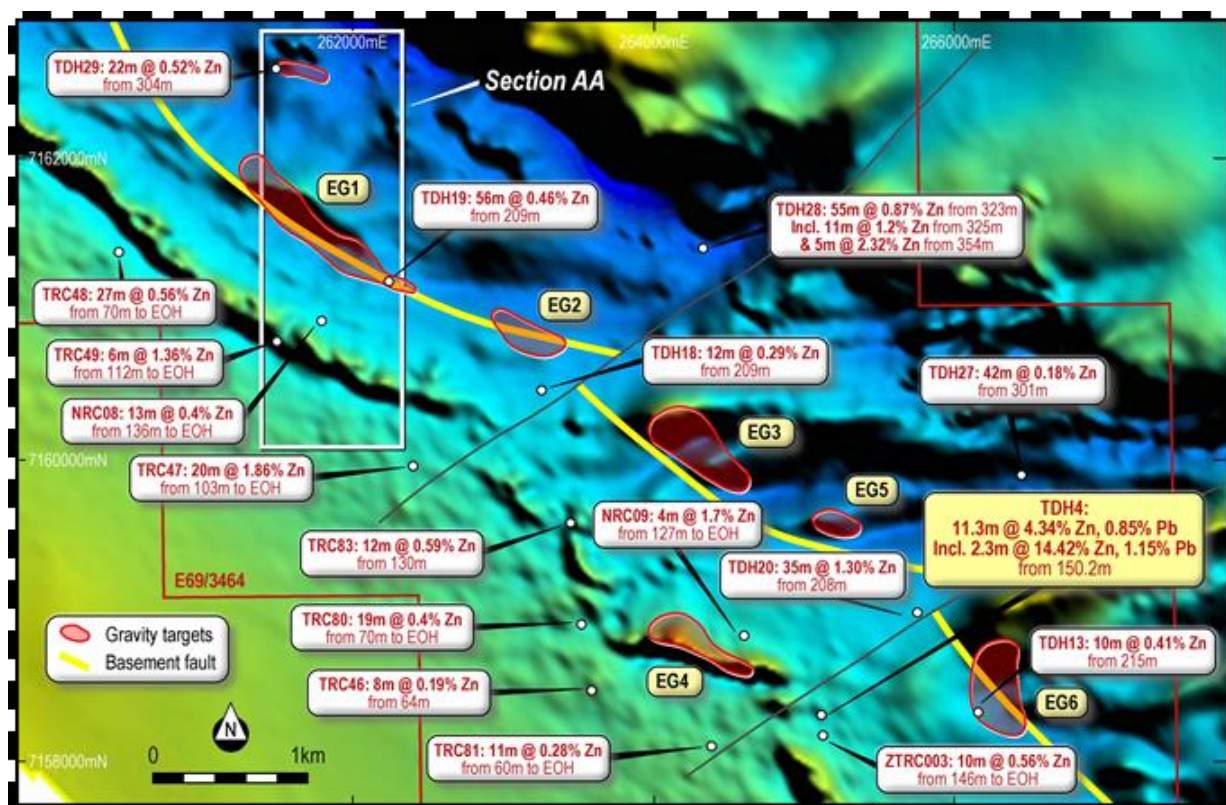 262000mE
264000mE
266000mE
TDH29: 22m @ 0.52% Zn
from 304m
Section AA
7162000mN
EG1
TDH19: 56m @ 0.46% Zn
from 209m
TDH28: 55m @ 0.87% Zn from 323m
Incl. 11m @ 1.2% Zn from 325m
& 5m @ 2.32% Zn from 354m
TRC48: 27m @ 0.56% Zn
from 70m to EOH
EG2
TRC49: 6m @ 1.36% Zn
from 112m to EOH
TDH18: 12m @ 0.29% Zn
from 209m
TDH27: 42m @ 0.18% Zn
from 301m
NRC08: 13m @ 0.4% Zn
from 136m to EOH
EG3
7160000mN
TRC47: 20m @ 1.86% Zn
from 103m to EOH
EG5
NRC09: 4m @ 1.7% Zn
from 127m to EOH
TDH4:
11.3m @ 4.34% Zn, 0.85% Pb
Incl. 2.3m @ 14.42% Zn, 1.15% Pb
from 150.2m
TRC83: 12m @ 0.59% Zn
from 130m
TDH20: 35m @ 1.30% Zn
from 208m
E69/3464
TRC80: 19m @ 0.4% Zn
from 70m to EOH
Gravity targets
Basement fault
TDH13: 10m @ 0.41% Zn
from 215m
EG4
TRC46: 8m @ 0.19% Zn
from 64m
EG6
N
0
1km
TRC81: 11m @ 0.28% Zn
from 60m to EOH
ZTRC003: 10m @ 0.56% Zn
from 146m to EOH
7158000mN